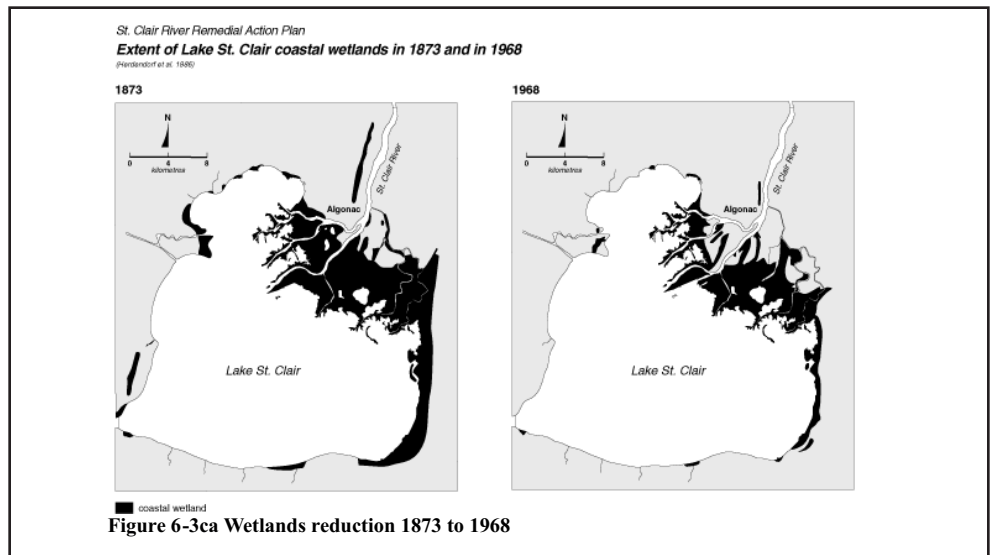 St. Clair River Remedial Action Plan
Extent of Lake St. Clair coastal wetlands in 1873 and in 1968
(Herdendorf et al. 1986)
1873
N
0 4 8
kilometres
St. Clair River
Algonac
Lake St. Clair
1968
N
0 4 8
kilometres
St. Clair River
Algonac
Lake St. Clair
coastal wetland
Figure 6-3ca Wetlands reduction 1873 to 1968